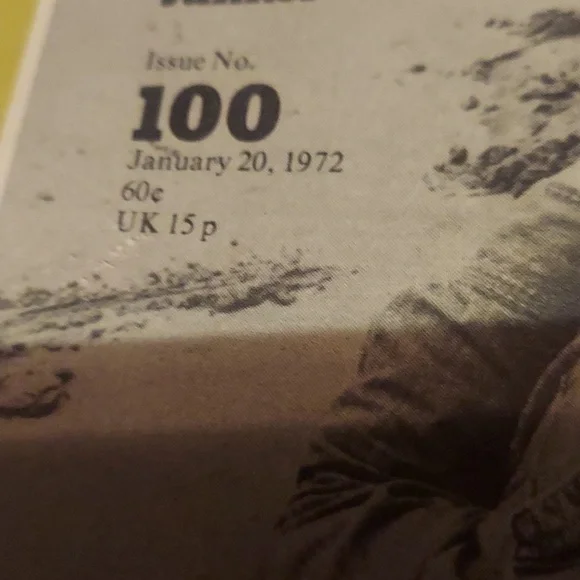 Issue No.
100
January 20, 1972
60¢
UK 15p